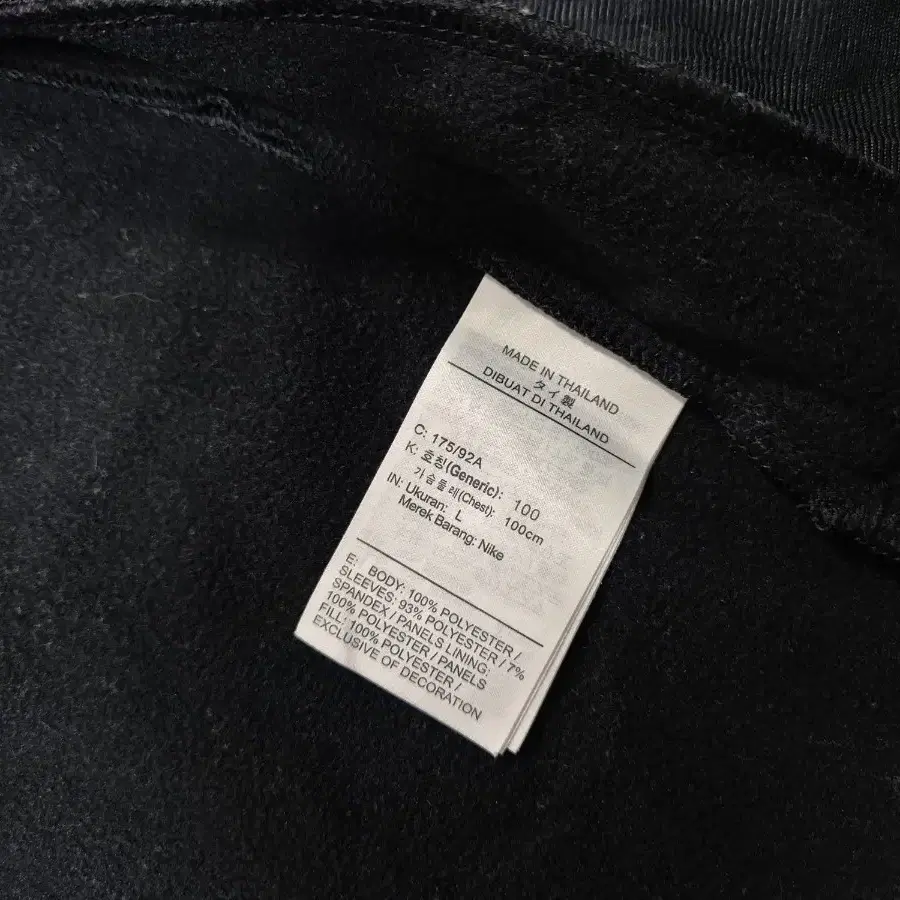 MADE IN THAILAND
タイ製
DIBUAT DI THAILAND
C: 175/92A
K: 호칭(Generic): 100
가슴둘레(Chest): 100cm
IN: Ukuran: L
Merek Barang: Nike
E: BODY: 100% POLYESTER /
SLEEVES: 93% POLYESTER / 7%
SPANDEX / PANELS LINING:
100% POLYESTER / PANELS
FILL: 100% POLYESTER /
EXCLUSIVE OF DECORATION